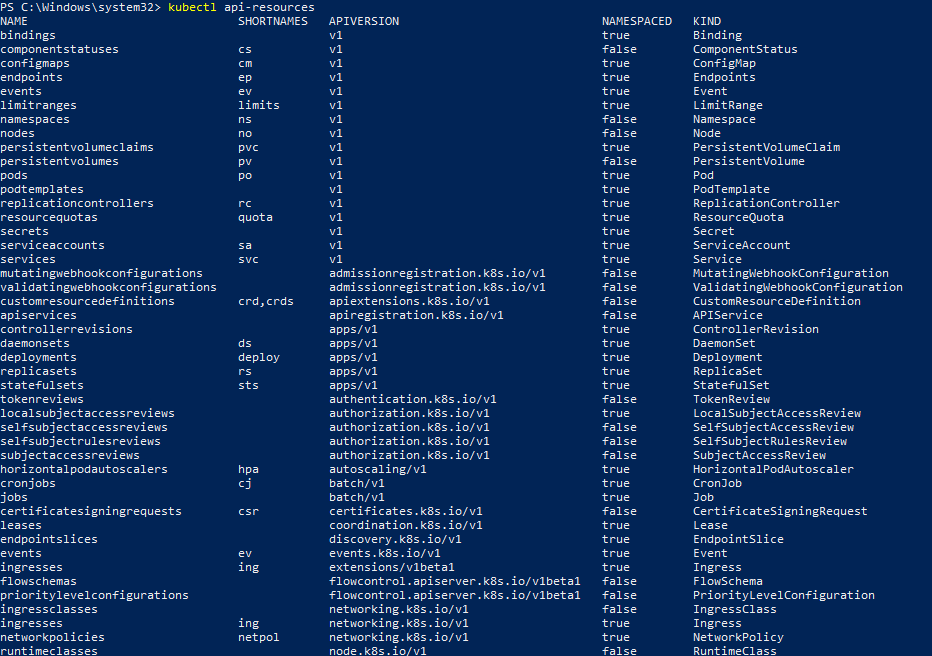 PS C:\Windows\system32> kubectl api-resources
NAME SHORTNAMES APIVERSION NAMESPACED KIND
bindings v1 true Binding
componentstatuses cs v1 false ComponentStatus
configmaps cm v1 true ConfigMap
endpoints ep v1 true Endpoints
events ev v1 true Event
limitranges limits v1 true LimitRange
namespaces ns v1 false Namespace
nodes no v1 false Node
persistentvolumeclaims pvc v1 true PersistentVolumeClaim
persistentvolumes pv v1 false PersistentVolume
pods po v1 true Pod
podtemplates v1 true PodTemplate
replicationcontrollers rc v1 true ReplicationController
resourcequotas quota v1 true ResourceQuota
secrets v1 true Secret
serviceaccounts sa v1 true ServiceAccount
services svc v1 true Service
mutatingwebhookconfigurations admissionregistration.k8s.io/v1 false MutatingWebhookConfiguration
validatingwebhookconfigurations admissionregistration.k8s.io/v1 false ValidatingWebhookConfiguration
customresourcedefinitions crd,crds apiextensions.k8s.io/v1 false CustomResourceDefinition
apiservices apiregistration.k8s.io/v1 false APIService
controllerrevisions apps/v1 true ControllerRevision
daemonsets ds apps/v1 true DaemonSet
deployments deploy apps/v1 true Deployment
replicasets rs apps/v1 true ReplicaSet
statefulsets sts apps/v1 true StatefulSet
tokenreviews authentication.k8s.io/v1 false TokenReview
localsubjectaccessreviews authorization.k8s.io/v1 true LocalSubjectAccessReview
selfsubjectaccessreviews authorization.k8s.io/v1 false SelfSubjectAccessReview
selfsubjectrulesreviews authorization.k8s.io/v1 false SelfSubjectRulesReview
subjectaccessreviews authorization.k8s.io/v1 false SubjectAccessReview
horizontalpodautoscalers hpa autoscaling/v1 true HorizontalPodAutoscaler
cronjobs cj batch/v1 true CronJob
jobs batch/v1 true Job
certificatesigningrequests csr certificates.k8s.io/v1 false CertificateSigningRequest
leases coordination.k8s.io/v1 true Lease
endpointslices discovery.k8s.io/v1 true EndpointSlice
events ev events.k8s.io/v1 true Event
ingresses ing extensions/v1beta1 true Ingress
flowschemas flowcontrol.apiserver.k8s.io/v1beta1 false FlowSchema
prioritylevelconfigurations flowcontrol.apiserver.k8s.io/v1beta1 false PriorityLevelConfiguration
ingressclasses networking.k8s.io/v1 false IngressClass
ingresses ing networking.k8s.io/v1 true Ingress
networkpolicies netpol networking.k8s.io/v1 true NetworkPolicy
runtimeclasses node.k8s.io/v1 false RuntimeClass